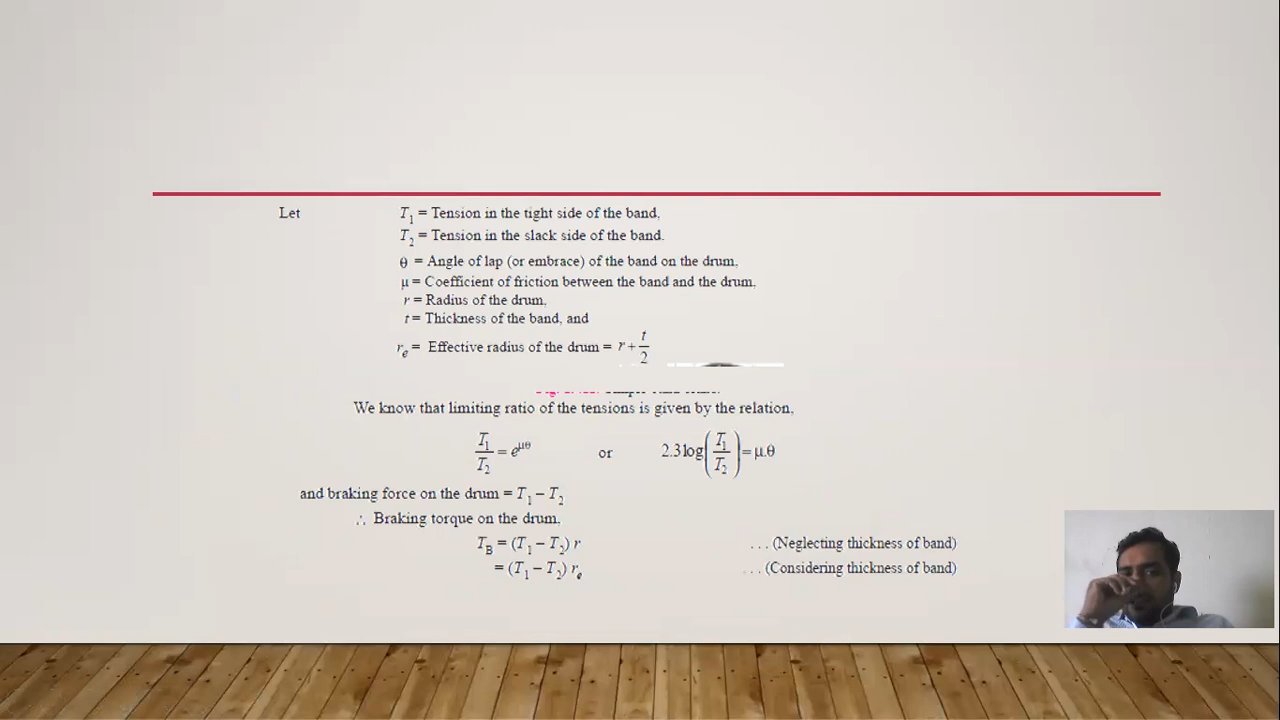 Let T₁ = Tension in the tight side of the band,
T₂ = Tension in the slack side of the band.
θ = Angle of lap (or embrace) of the band on the drum,
μ = Coefficient of friction between the band and the drum,
r = Radius of the drum,
t = Thickness of the band, and
rₑ = Effective radius of the drum = r + t/2
We know that limiting ratio of the tensions is given by the relation,
T₁/T₂ = e^μθ or 2.3log(T₁/T₂) = μ.θ
and braking force on the drum = T₁ – T₂
∴ Braking torque on the drum,
T_B = (T₁ – T₂) r . . . (Neglecting thickness of band)
= (T₁ – T₂) rₑ . . . (Considering thickness of band)